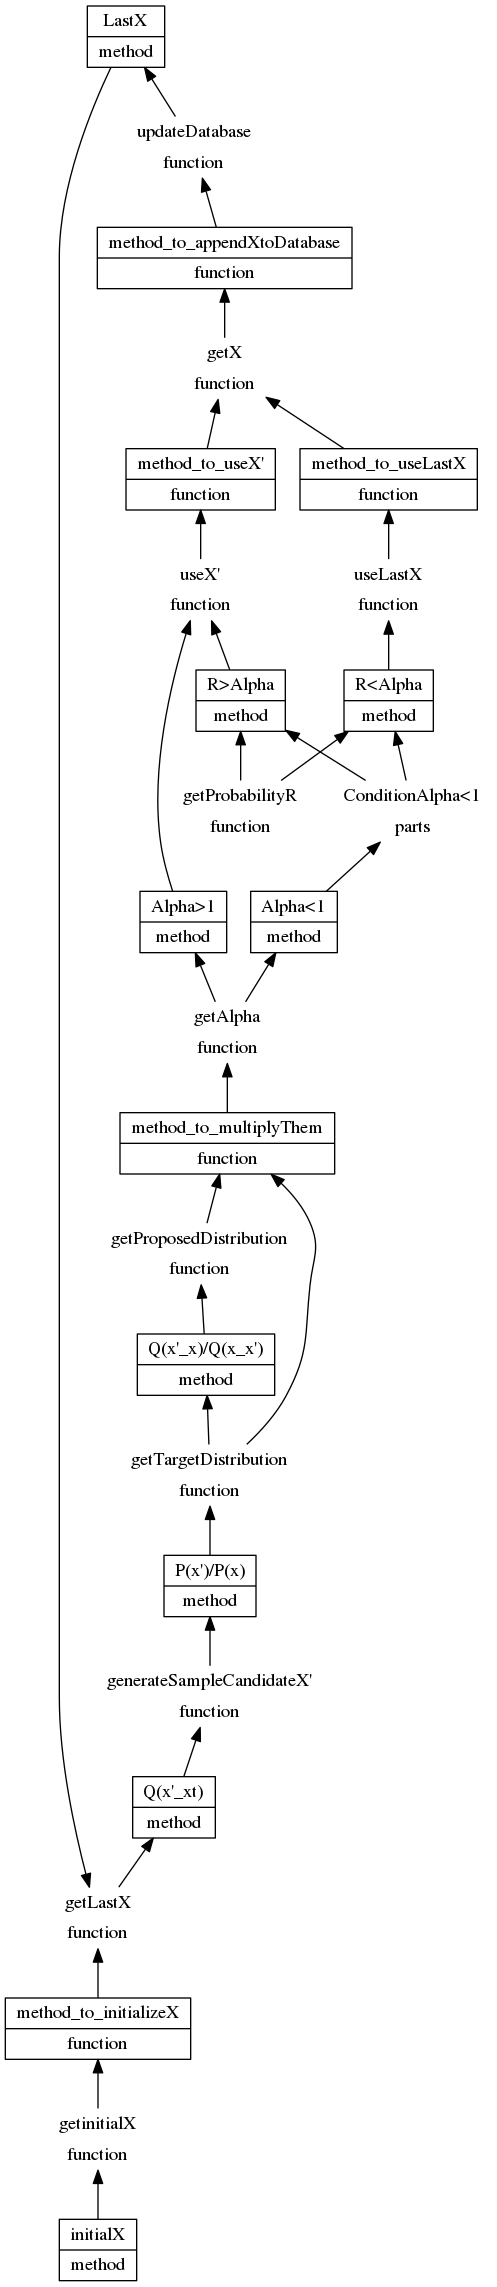 LastX
method
updateDatabase
function
method_to_appendXtoDatabase
function
getX
function
method_to_useX'
function
method_to_useLastX
function
useX'
function
useLastX
function
R>Alpha
method
R<Alpha
method
getProbabilityR
function
ConditionAlpha<1
parts
Alpha>1
method
Alpha<1
method
getAlpha
function
method_to_multiplyThem
function
getProposedDistribution
function
Q(x'_x)/Q(x_x')
method
getTargetDistribution
function
P(x')/P(x)
method
generateSampleCandidateX'
function
Q(x'_xt)
method
getLastX
function
method_to_initializeX
function
getinitialX
function
initialX
method